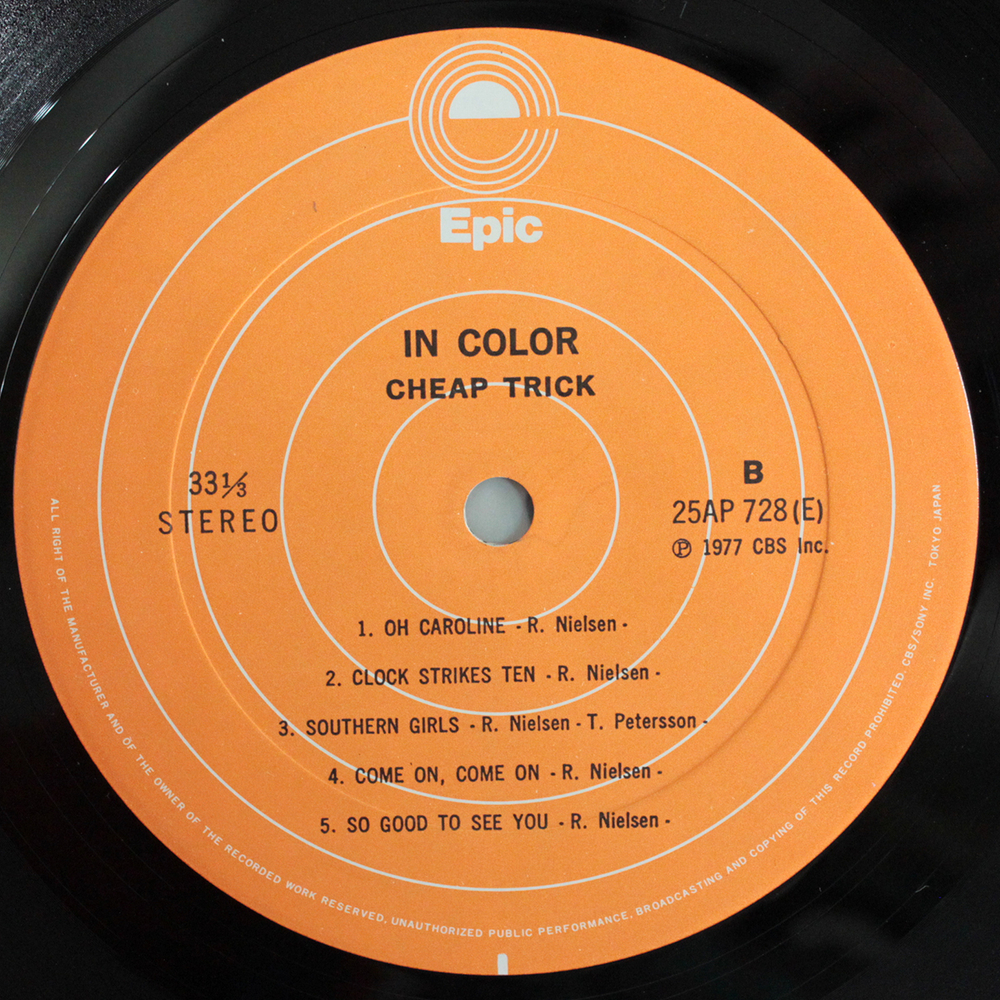 Epic
IN COLOR
CHEAP TRICK
33⅓
STEREO
B
25AP 728 (E)
Ⓟ 1977 CBS Inc.
1. OH CAROLINE - R. Nielsen -
2. CLOCK STRIKES TEN - R. Nielsen -
3. SOUTHERN GIRLS - R. Nielsen - T. Petersson -
4. COME ON, COME ON - R. Nielsen -
5. SO GOOD TO SEE YOU - R. Nielsen -
ALL RIGHT OF THE MANUFACTURER AND OF THE OWNER OF THE RECORDED WORK RESERVED. UNAUTHORIZED PUBLIC PERFORMANCE, BROADCASTING AND COPYING OF THIS RECORD PROHIBITED. CBS/SONY INC. TOKYO JAPAN